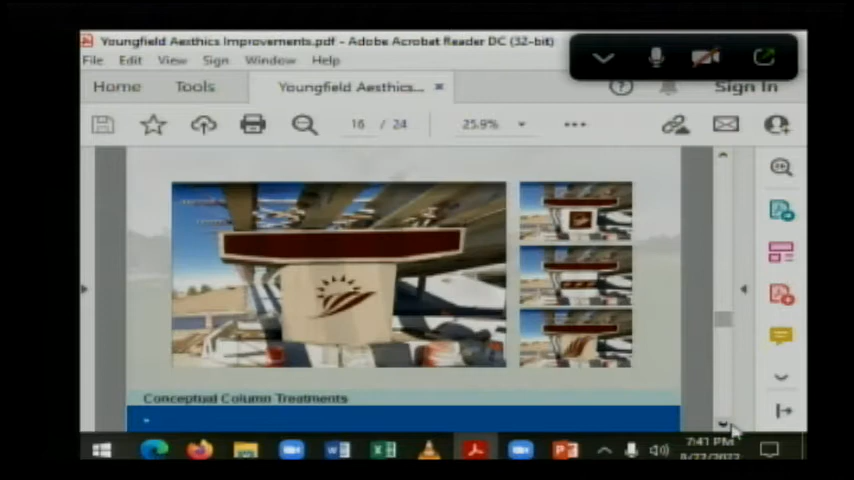 Youngfield Aesthics Improvements.pdf - Adobe Acrobat Reader DC (32-bit)
File Edit View Sign Window Help
Home Tools Youngfield Aesthics... × Sign In
16 / 24 25.9%
Conceptual Column Treatments
7:41 PM